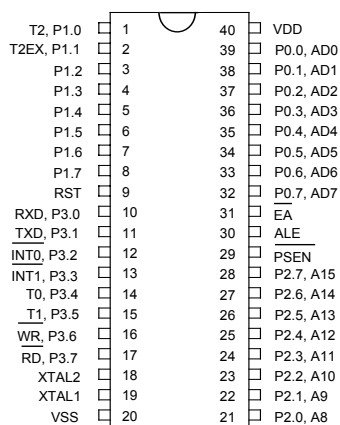 T2, P1.0 1 40 VDD
T2EX, P1.1 2 39 P0.0, AD0
P1.2 3 38 P0.1, AD1
P1.3 4 37 P0.2, AD2
P1.4 5 36 P0.3, AD3
P1.5 6 35 P0.4, AD4
P1.6 7 34 P0.5, AD5
P1.7 8 33 P0.6, AD6
RST 9 32 P0.7, AD7
RXD, P3.0 10 31 EA
TXD, P3.1 11 30 ALE
INT0, P3.2 12 29 PSEN
INT1, P3.3 13 28 P2.7, A15
T0, P3.4 14 27 P2.6, A14
T1, P3.5 15 26 P2.5, A13
WR, P3.6 16 25 P2.4, A12
RD, P3.7 17 24 P2.3, A11
XTAL2 18 23 P2.2, A10
XTAL1 19 22 P2.1, A9
VSS 20 21 P2.0, A8